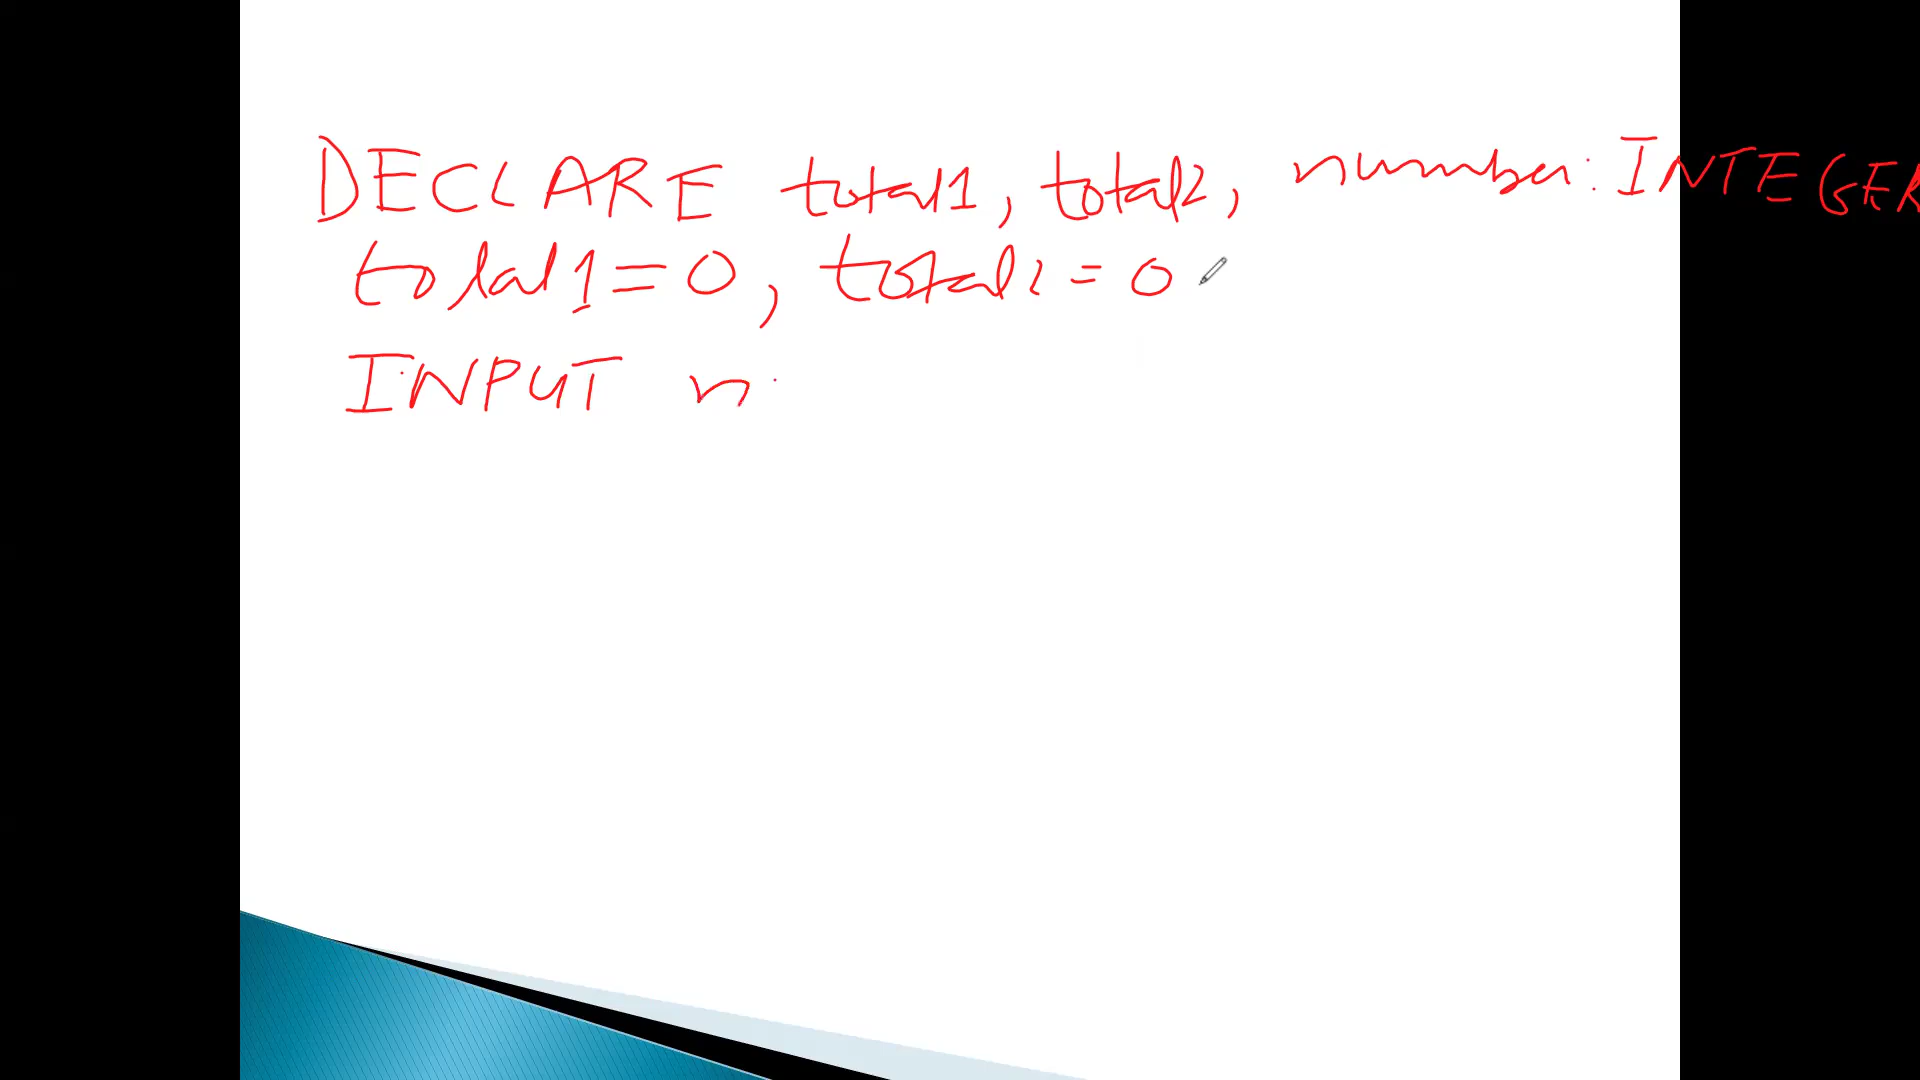 DECLARE total1, total2, number: INTEGER
total1=0, total2=0
INPUT n